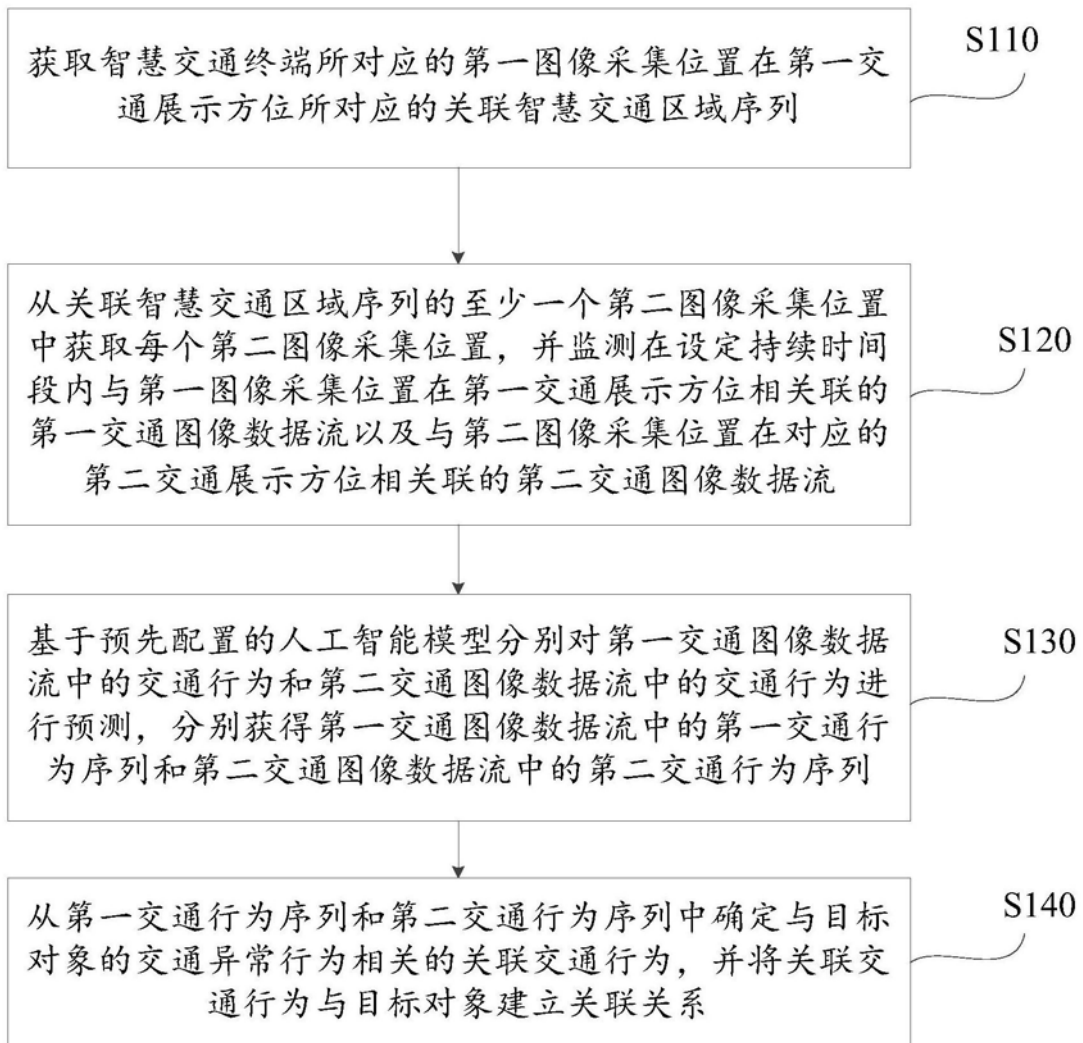 S110
获取智慧交通终端所对应的第一图像采集位置在第一交
通展示方位所对应的关联智慧交通区域序列
S120
从关联智慧交通区域序列的至少一个第二图像采集位置
中获取每个第二图像采集位置，并监测在设定持续时间
段内与第一图像采集位置在第一交通展示方位相关联的
第一交通图像数据流以及与第二图像采集位置在对应的
第二交通展示方位相关联的第二交通图像数据流
S130
基于预先配置的人工智能模型分别对第一交通图像数据
流中的交通行为和第二交通图像数据流中的交通行为进
行预测，分别获得第一交通图像数据流中的第一交通行
为序列和第二交通图像数据流中的第二交通行为序列
S140
从第一交通行为序列和第二交通行为序列中确定与目标
对象的交通异常行为相关的关联交通行为，并将关联交
通行为与目标对象建立关联关系